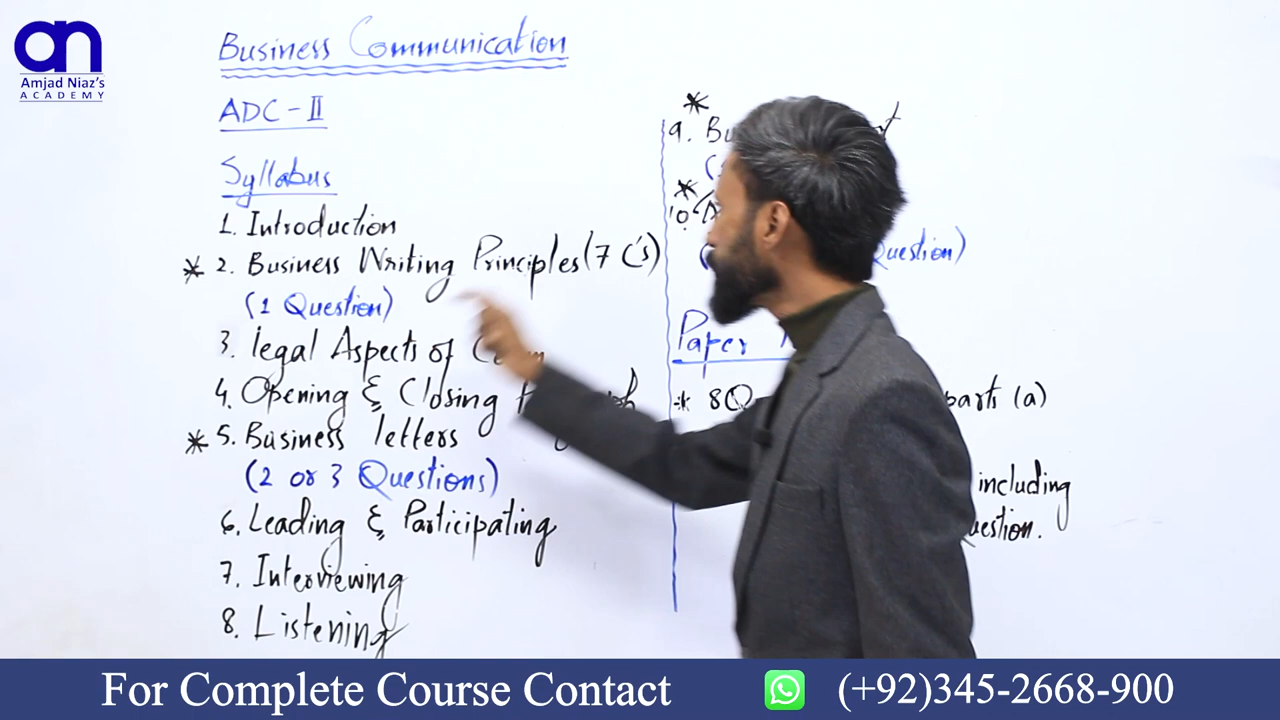 an
Amjad Niaz's
ACADEMY
Business Communication
ADC - II
Syllabus
1. Introduction
* 2. Business Writing Principles (7 C's)
(1 Question)
3. legal Aspects of
4. Opening & Closing
* 5. Business letters
(2 or 3 Questions)
6. Leading & Participating
7. Interviewing
8. Listening
*
9.
*
10.
Question)
Paper
* 8Q parts (a)
including
For Complete Course Contact
(+92)345-2668-900